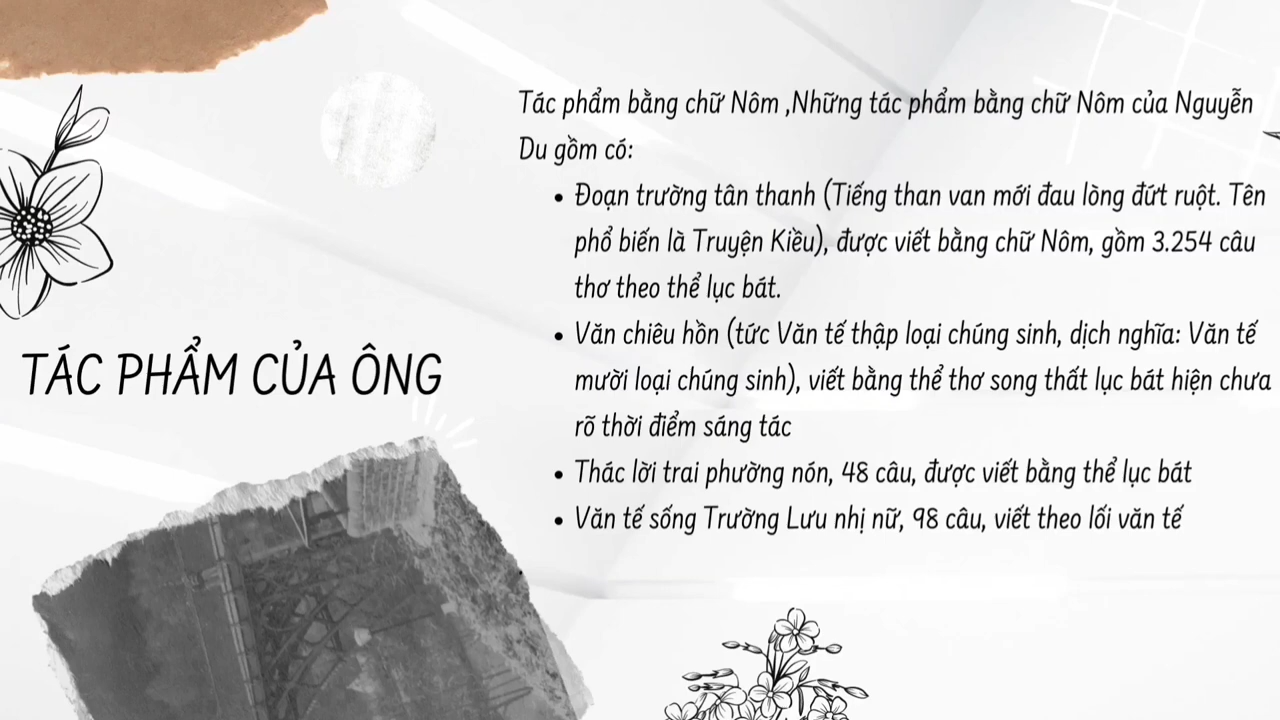 TÁC PHẨM CỦA ÔNG
Tác phẩm bằng chữ Nôm ,Những tác phẩm bằng chữ Nôm của Nguyễn
Du gồm có:
• Đoạn trường tân thanh (Tiếng than van mới đau lòng đứt ruột. Tên
phổ biến là Truyện Kiều), được viết bằng chữ Nôm, gồm 3.254 câu
thơ theo thể lục bát.
• Văn chiêu hồn (tức Văn tế thập loại chúng sinh, dịch nghĩa: Văn tế
mười loại chúng sinh), viết bằng thể thơ song thất lục bát hiện chưa
rõ thời điểm sáng tác
• Thác lời trai phường nón, 48 câu, được viết bằng thể lục bát
• Văn tế sống Trường Lưu nhị nữ, 98 câu, viết theo lối văn tế